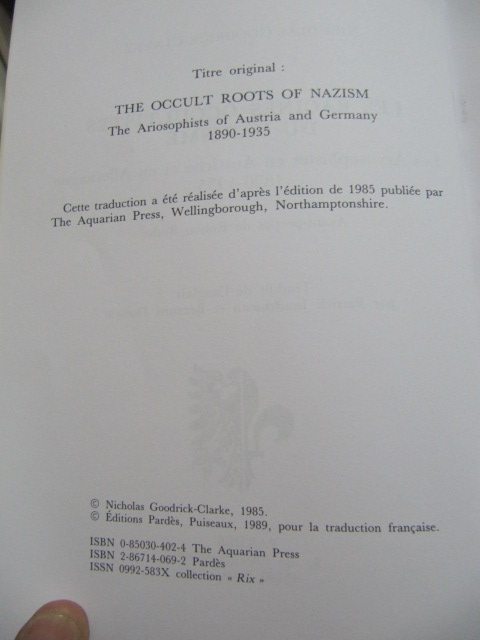 Titre original :
THE OCCULT ROOTS OF NAZISM
The Ariosophists of Austria and Germany
1890-1935
Cette traduction a été réalisée d'après l'édition de 1985 publiée par
The Aquarian Press, Wellingborough, Northamptonshire.
© Nicholas Goodrick-Clarke, 1985.
© Éditions Pardès, Puiseaux, 1989, pour la traduction française.
ISBN 0-85030-402-4 The Aquarian Press
ISBN 2-86714-069-2 Pardès
ISSN 0992-583X collection « Rix »